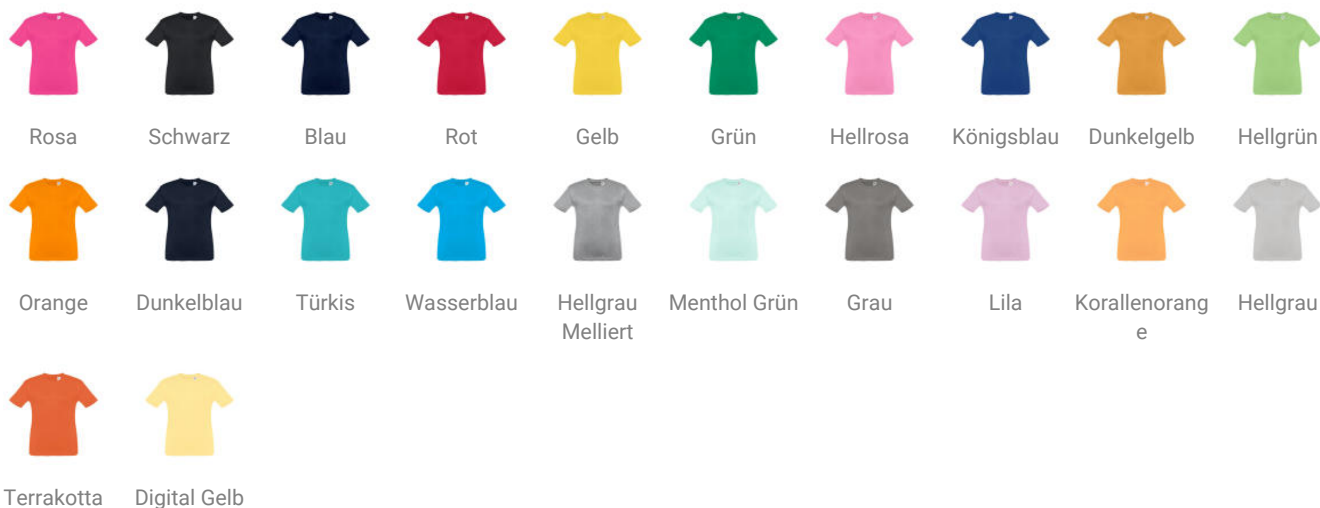 Rosa Schwarz Blau Rot Gelb Grün Hellrosa Königsblau Dunkelgelb Hellgrün
Orange Dunkelblau Türkis Wasserblau Hellgrau Menthol Grün Grau Lila Korallenorang Hellgrau
Melliert e
Terrakotta Digital Gelb